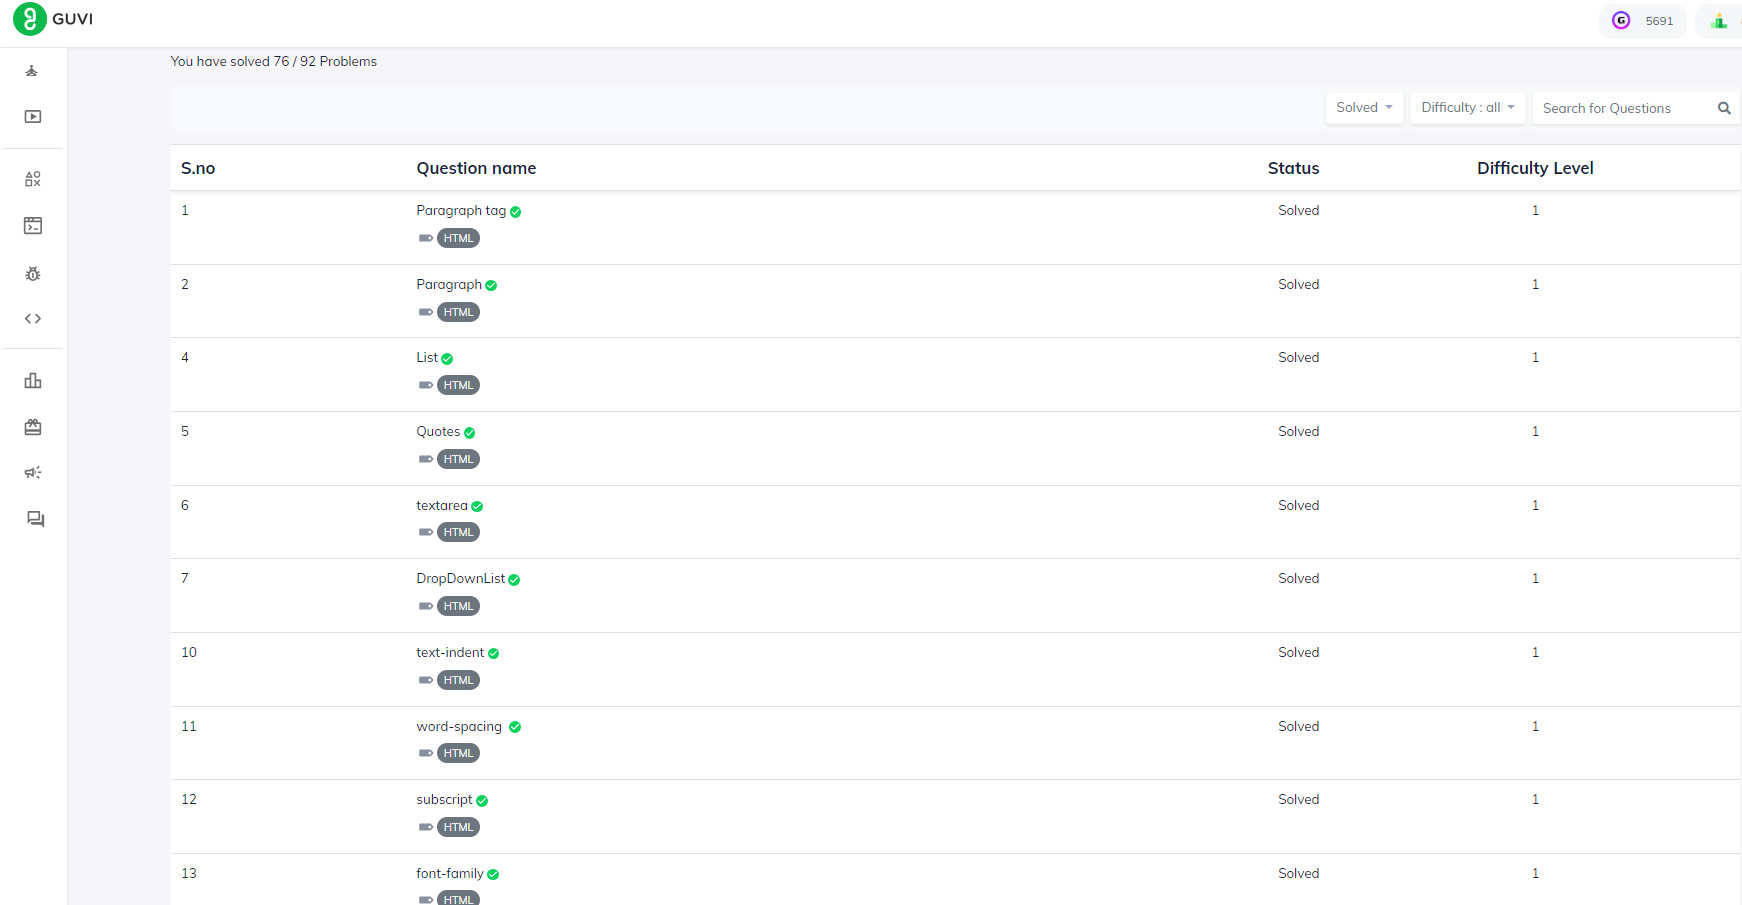 GUVI
5691
You have solved 76 / 92 Problems
Solved Difficulty : all Search for Questions
S.no Question name Status Difficulty Level
1 Paragraph tag Solved 1
HTML
2 Paragraph Solved 1
HTML
4 List Solved 1
HTML
5 Quotes Solved 1
HTML
6 textarea Solved 1
HTML
7 DropDownList Solved 1
HTML
10 text-indent Solved 1
HTML
11 word-spacing Solved 1
HTML
12 subscript Solved 1
HTML
13 font-family Solved 1
HTML